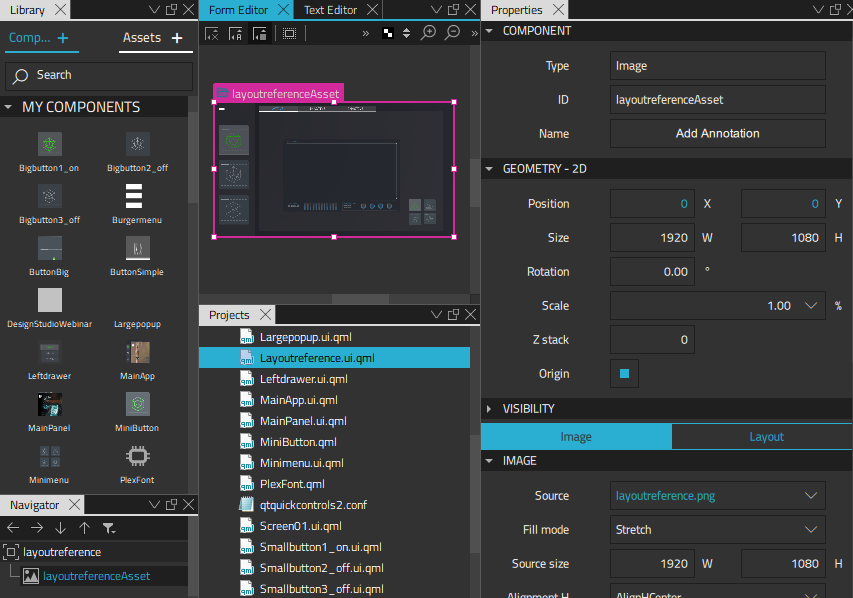 Library
Comp...
+
Assets
+
Search
MY COMPONENTS
Bigbutton1_on
Bigbutton2_off
Bigbutton3_off
Burgermenu
ButtonBig
ButtonSimple
DesignStudioWebinar
Largepopup
Leftdrawer
MainApp
MainPanel
MiniButton
Minimenu
PlexFont
Navigator
layoutreference
layoutreferenceAsset
Form Editor
Text Editor
»
»
layoutreferenceAsset
Projects
Largepopup.ui.qml
Layoutreference.ui.qml
Leftdrawer.ui.qml
MainApp.ui.qml
MainPanel.ui.qml
MiniButton.qml
Minimenu.ui.qml
PlexFont.qml
qtquickcontrols2.conf
Screen01.ui.qml
Smallbutton1_on.ui.qml
Smallbutton2_off.ui.qml
Smallbutton3_off.ui.qml
Properties
COMPONENT
Type Image
ID layoutreferenceAsset
Name Add Annotation
GEOMETRY - 2D
Position 0 X 0 Y
Size 1920 W 1080 H
Rotation 0.00 °
Scale 1.00 %
Z stack 0
Origin
VISIBILITY
Image Layout
IMAGE
Source layoutreference.png
Fill mode Stretch
Source size 1920 W 1080 H
Alignment H AlignHCenter